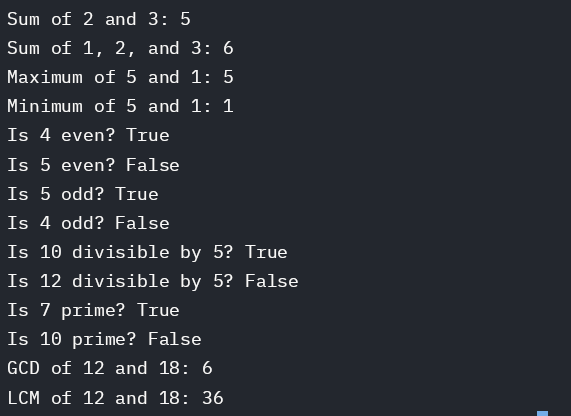 Sum of 2 and 3: 5
Sum of 1, 2, and 3: 6
Maximum of 5 and 1: 5
Minimum of 5 and 1: 1
Is 4 even? True
Is 5 even? False
Is 5 odd? True
Is 4 odd? False
Is 10 divisible by 5? True
Is 12 divisible by 5? False
Is 7 prime? True
Is 10 prime? False
GCD of 12 and 18: 6
LCM of 12 and 18: 36